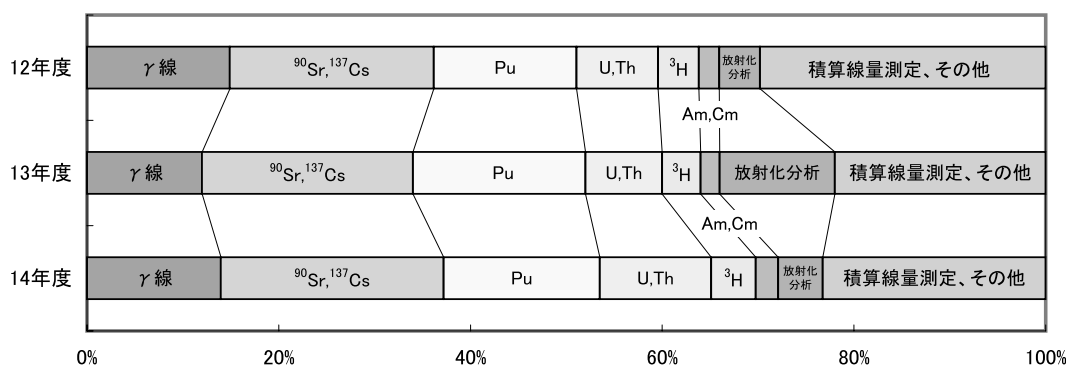 12年度 γ線 ⁹⁰Sr,¹³⁷Cs Pu U,Th ³H 放射化 積算線量測定、その他
分析
Am,Cm
13年度 γ線 ⁹⁰Sr,¹³⁷Cs Pu U,Th ³H 放射化分析 積算線量測定、その他
Am,Cm
14年度 γ線 ⁹⁰Sr,¹³⁷Cs Pu U,Th ³H 放射化 積算線量測定、その他
分析
0% 20% 40% 60% 80% 100%